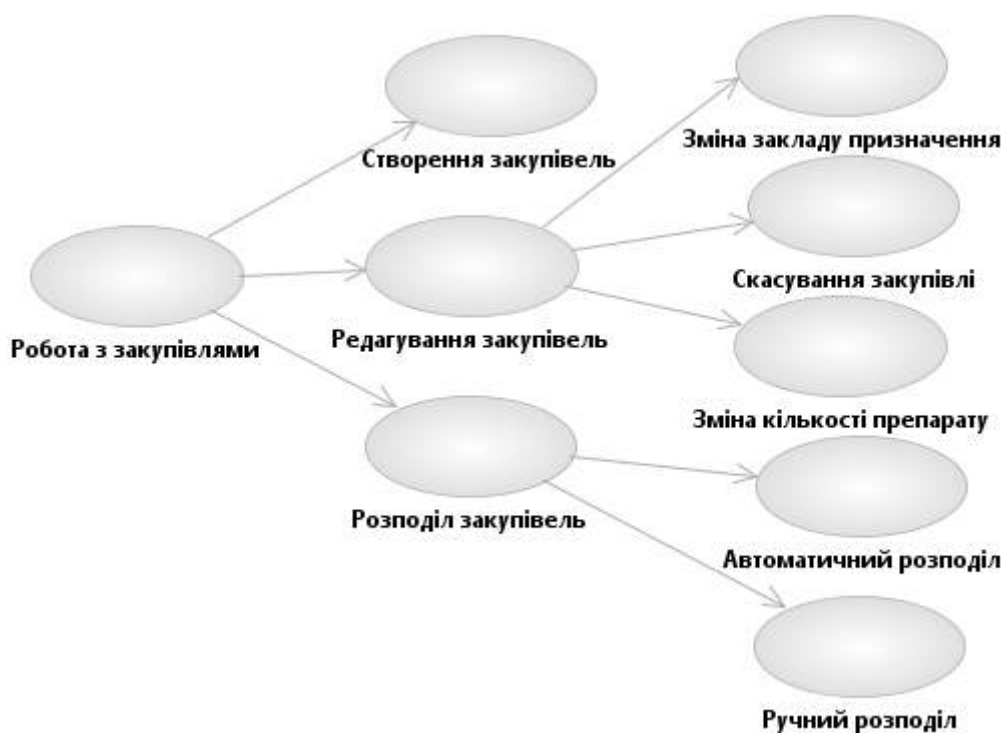 Створення закупівель
Зміна закладу призначення
Скасування закупівлі
Робота з закупівлями
Редагування закупівель
Зміна кількості препарату
Розподіл закупівель
Автоматичний розподіл
Ручний розподіл